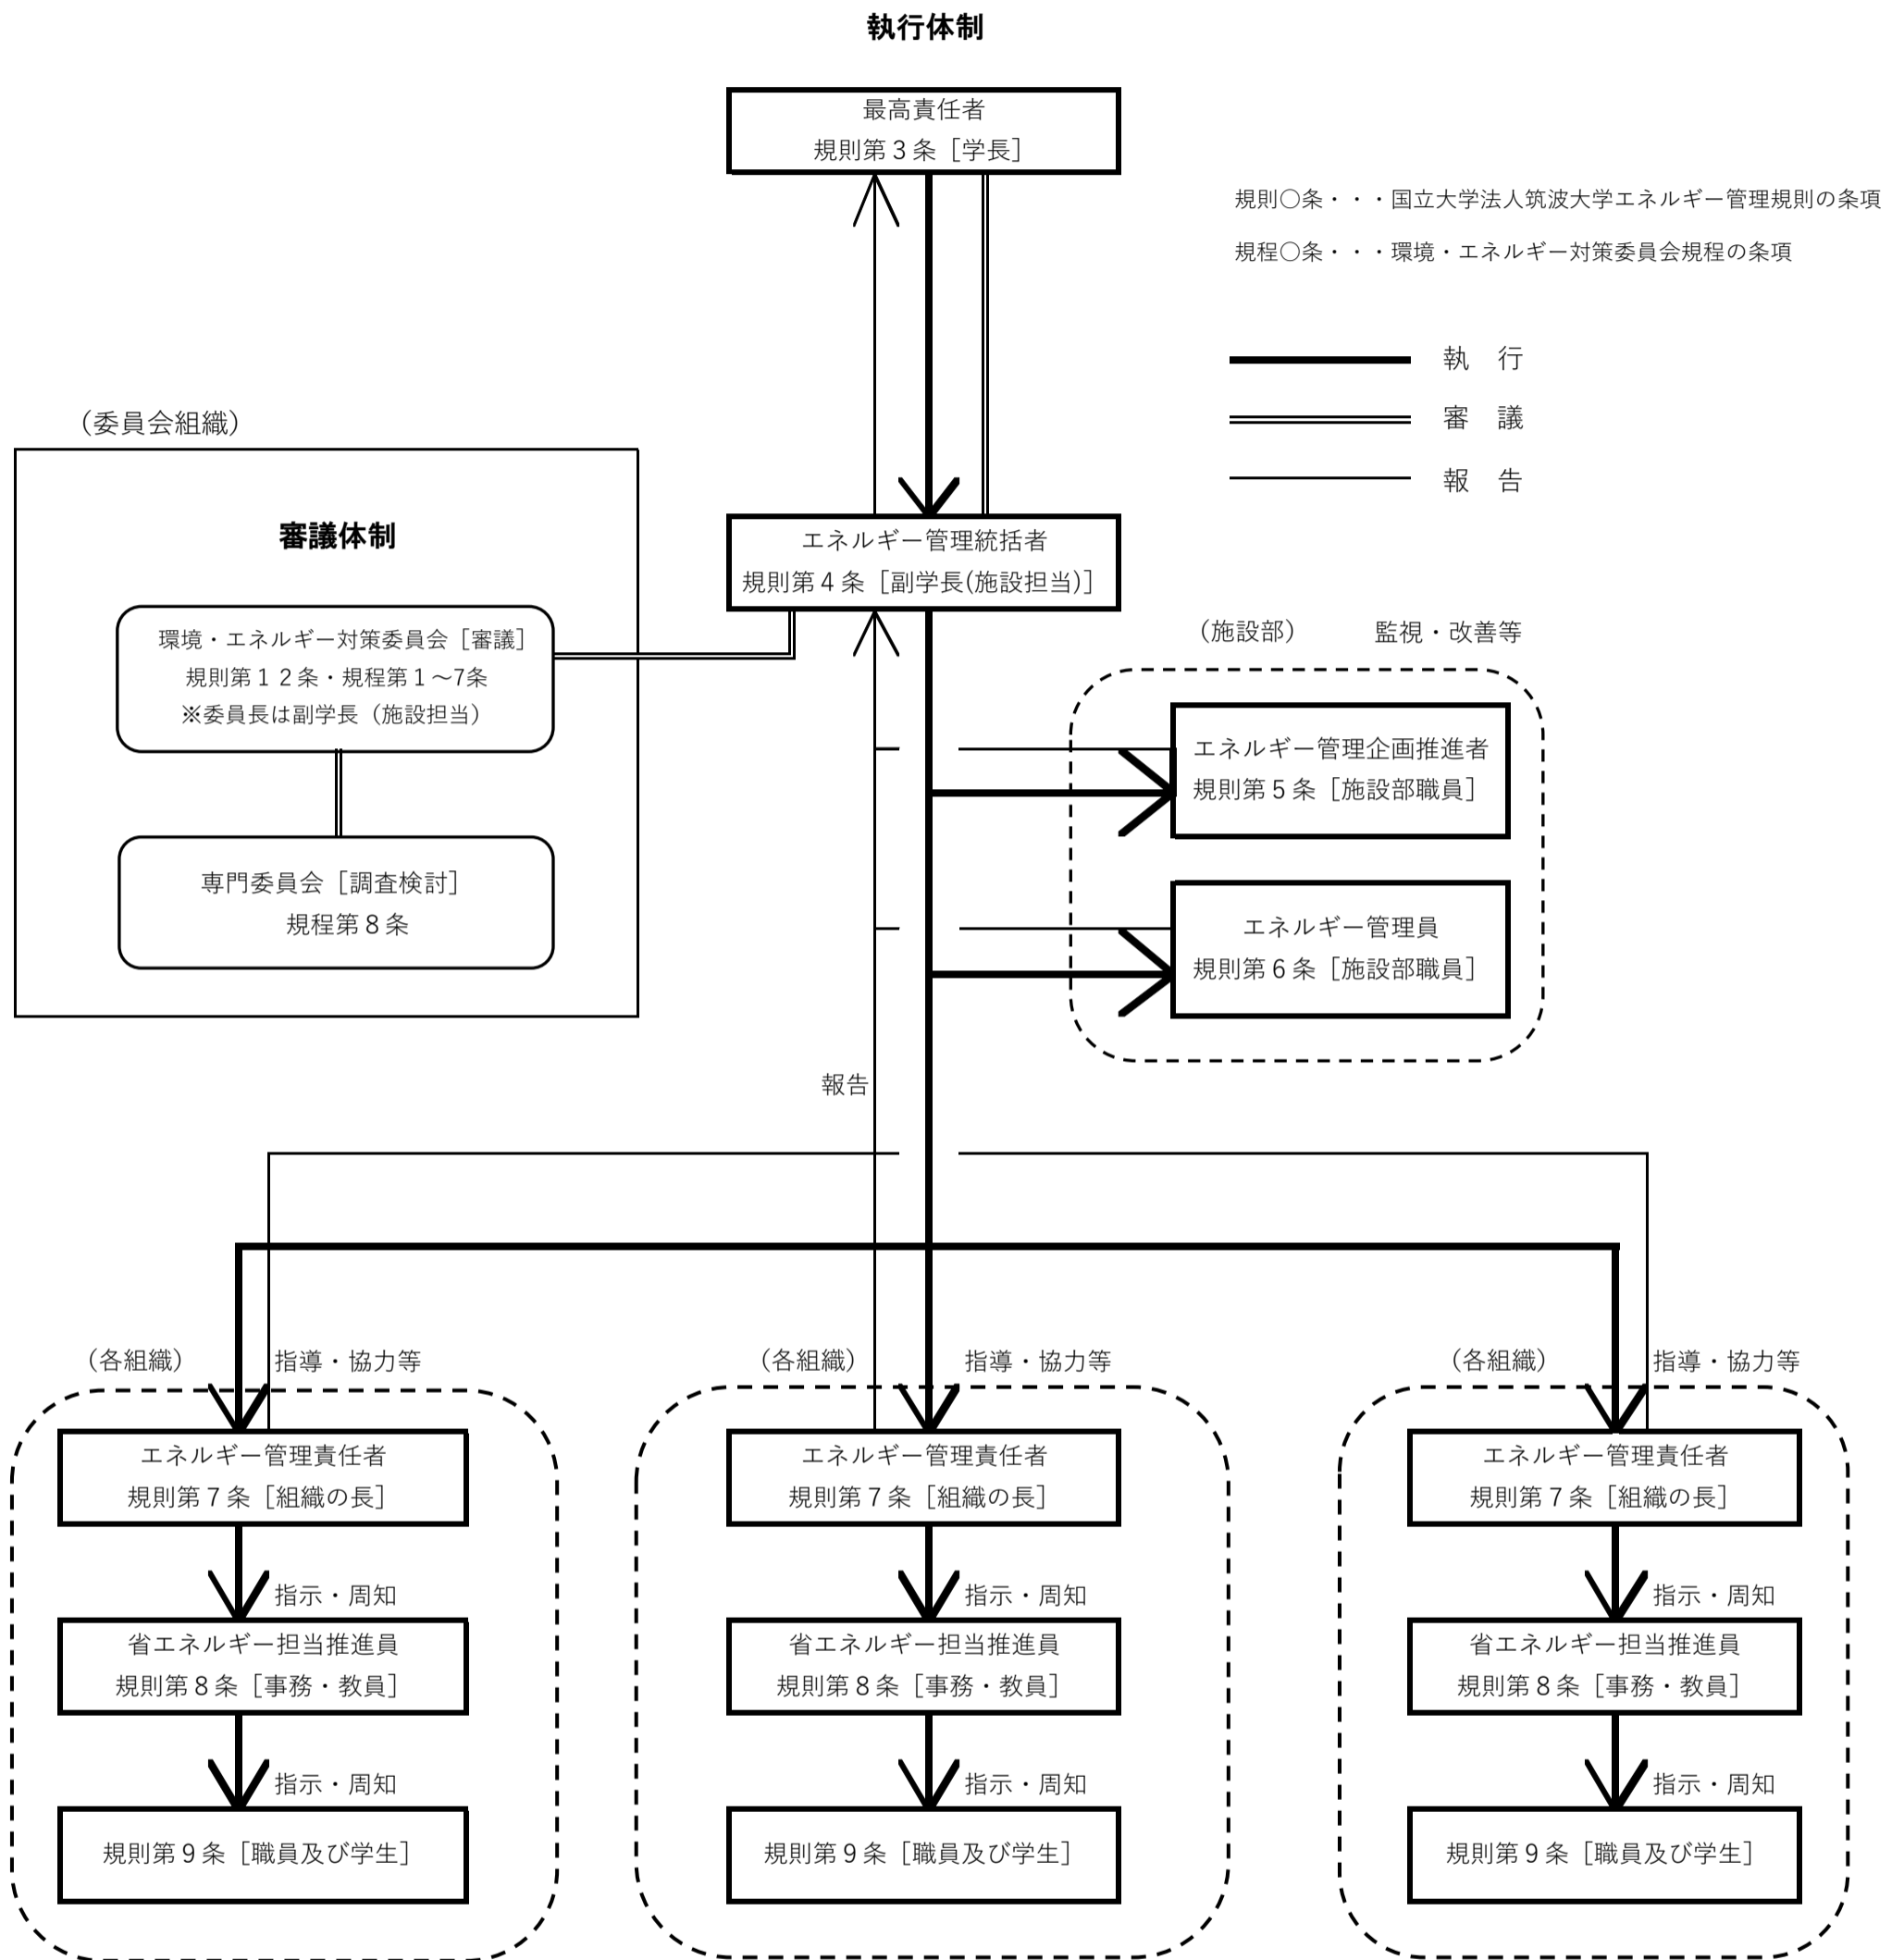 執行体制
最高責任者
規則第３条［学長］
規則○条・・・国立大学法人筑波大学エネルギー管理規則の条項
規程○条・・・環境・エネルギー対策委員会規程の条項
執　行
審　議
報　告
（委員会組織）
審議体制
エネルギー管理統括者
規則第４条［副学長(施設担当)］
環境・エネルギー対策委員会［審議］
規則第１２条・規程第１～7条
※委員長は副学長（施設担当）
専門委員会［調査検討］
規程第８条
（施設部）　監視・改善等
エネルギー管理企画推進者
規則第５条［施設部職員］
エネルギー管理員
規則第６条［施設部職員］
報告
（各組織）　指導・協力等
エネルギー管理責任者
規則第７条［組織の長］
指示・周知
省エネルギー担当推進員
規則第８条［事務・教員］
指示・周知
規則第９条［職員及び学生］
（各組織）　指導・協力等
エネルギー管理責任者
規則第７条［組織の長］
指示・周知
省エネルギー担当推進員
規則第８条［事務・教員］
指示・周知
規則第９条［職員及び学生］
（各組織）　指導・協力等
エネルギー管理責任者
規則第７条［組織の長］
指示・周知
省エネルギー担当推進員
規則第８条［事務・教員］
指示・周知
規則第９条［職員及び学生］